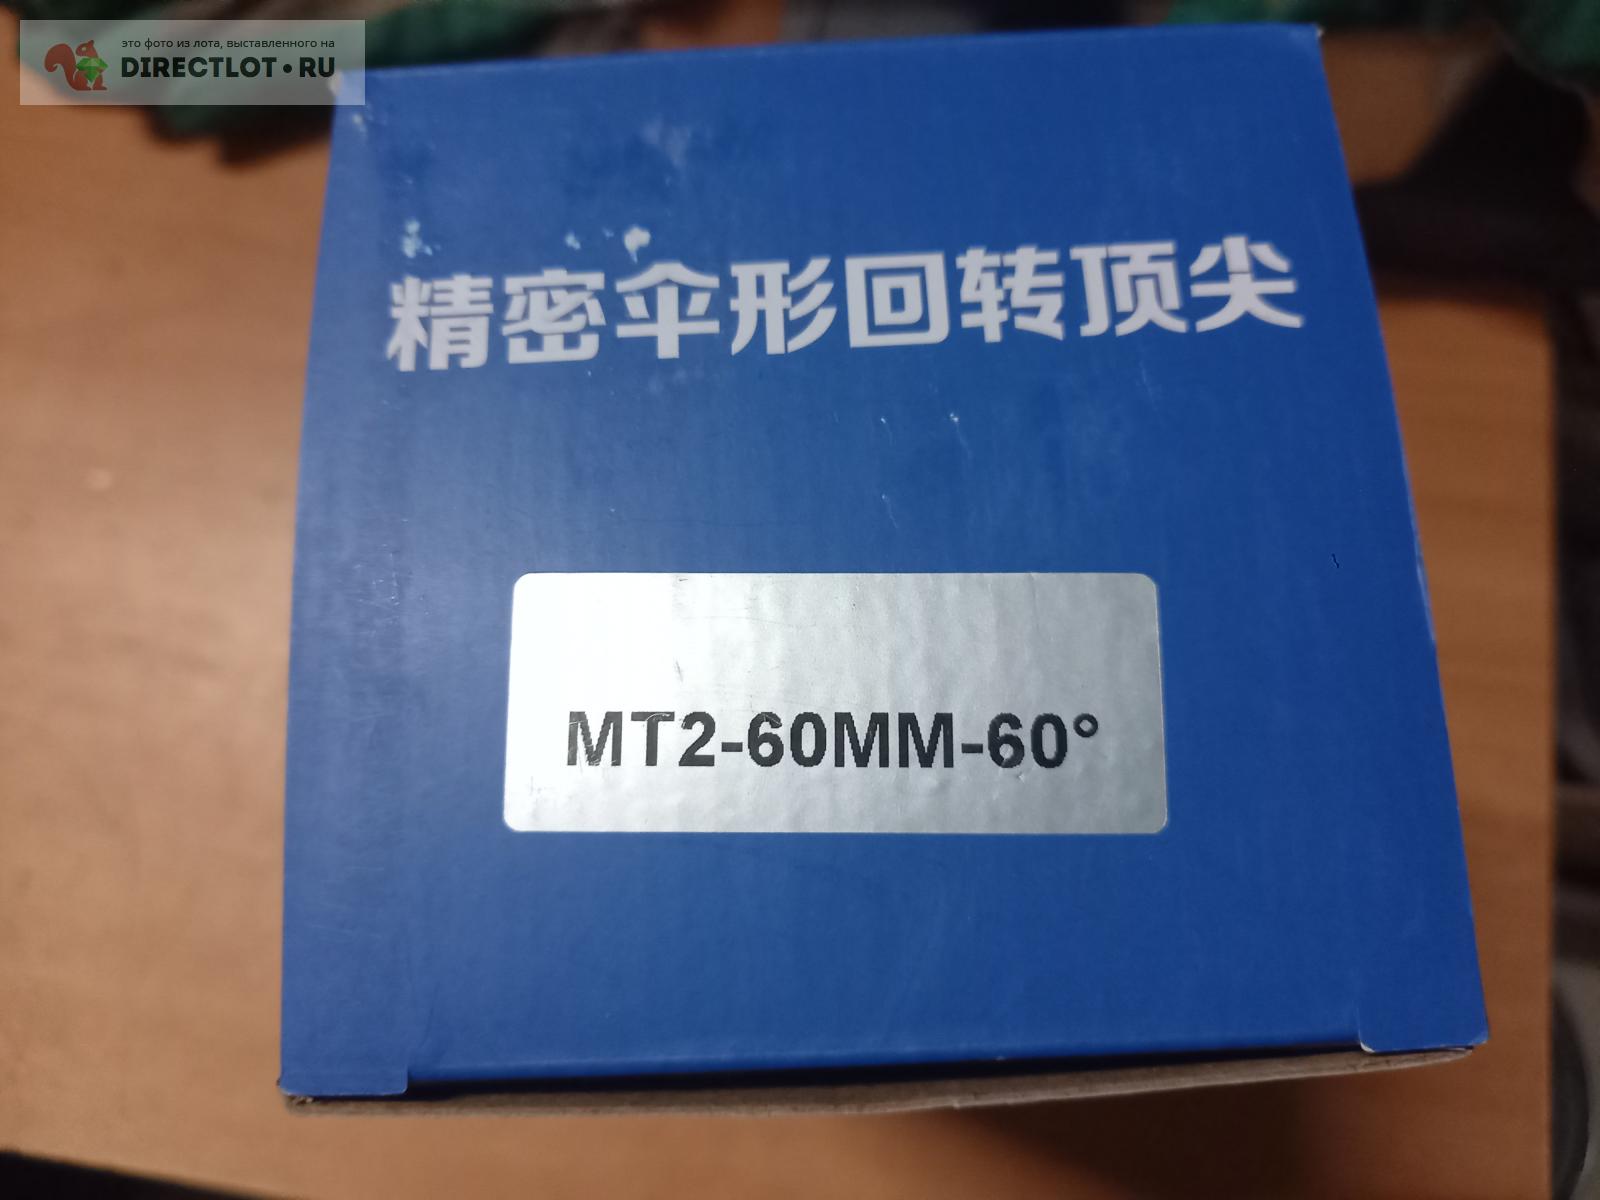 это фото из лота, выставленного на
DIRECTLOT•RU
精密伞形回转顶尖
MT2-60MM-60°